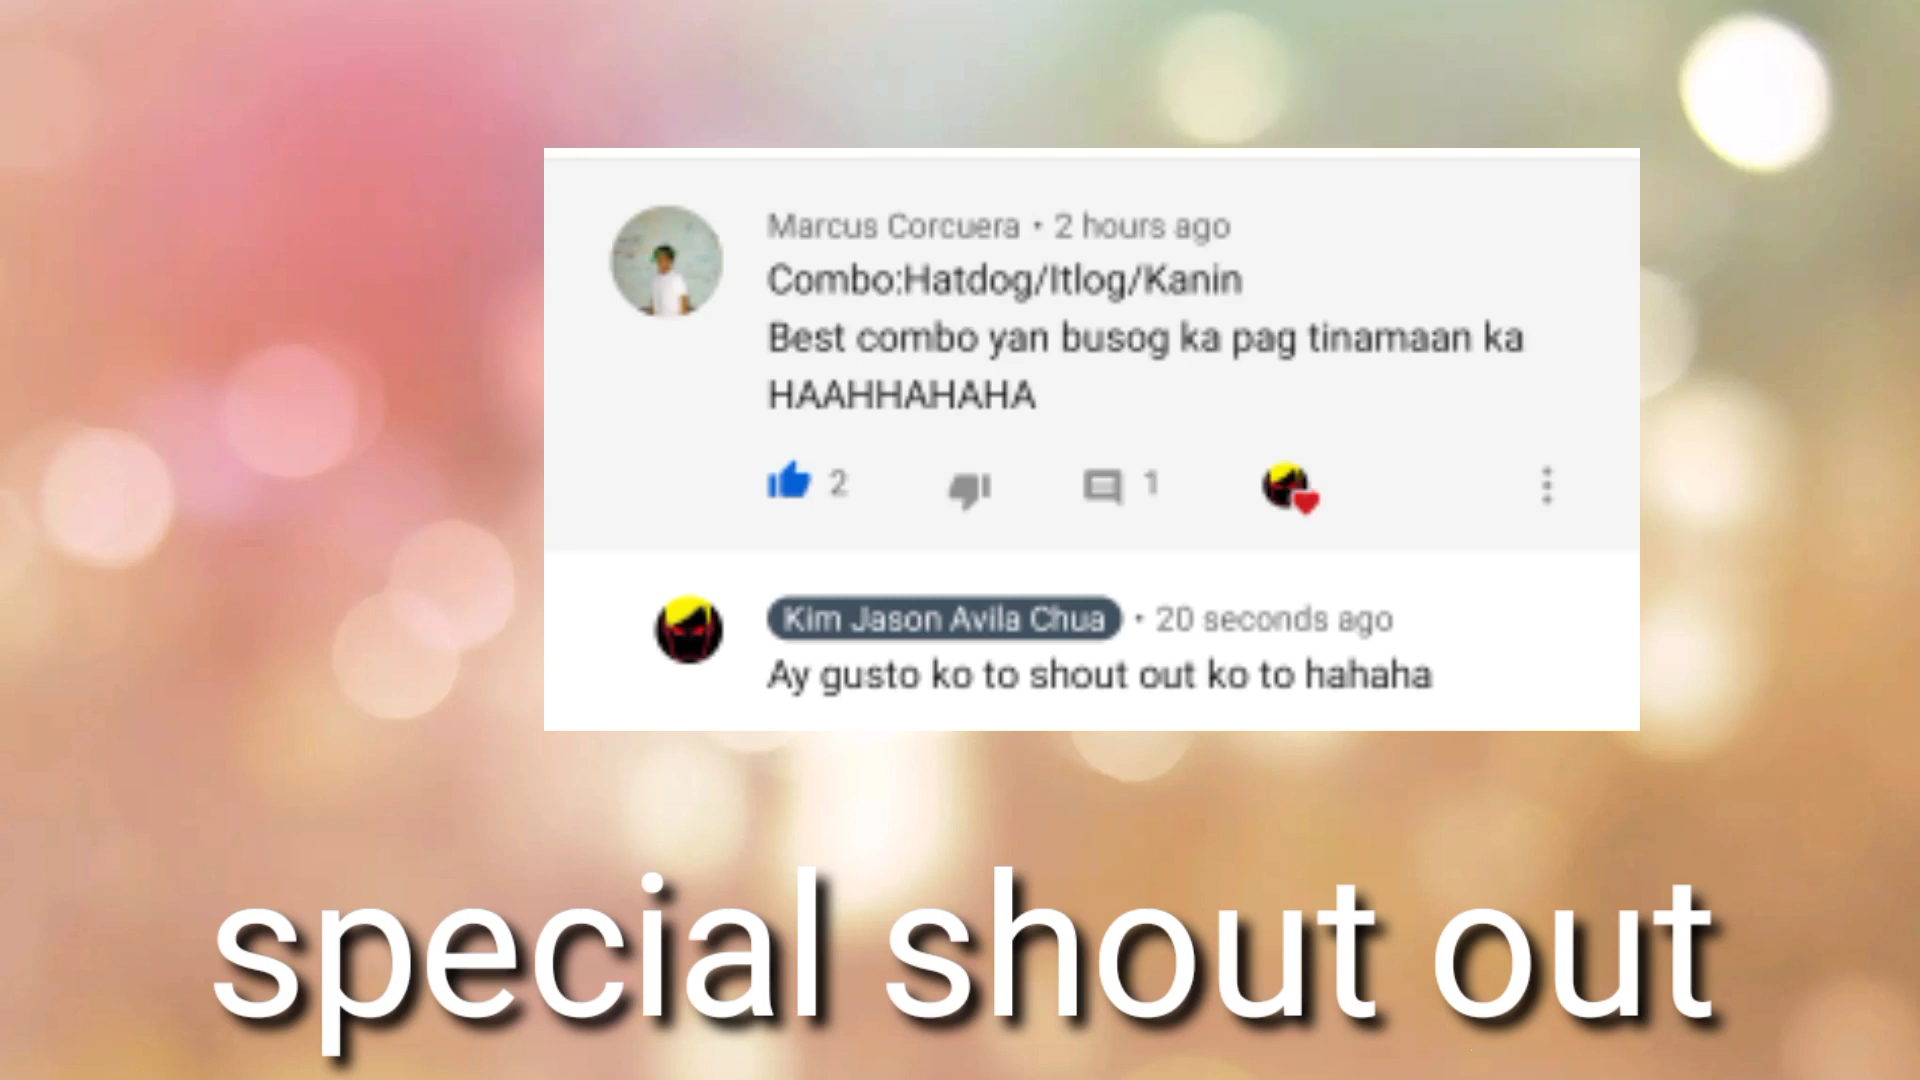 Marcus Corcuera • 2 hours ago
Combo:Hatdog/Itlog/Kanin
Best combo yan busog ka pag tinamaan ka
HAAHHAHAHA
2 1
Kim Jason Avila Chua • 20 seconds ago
Ay gusto ko to shout out ko to hahaha
special shout out